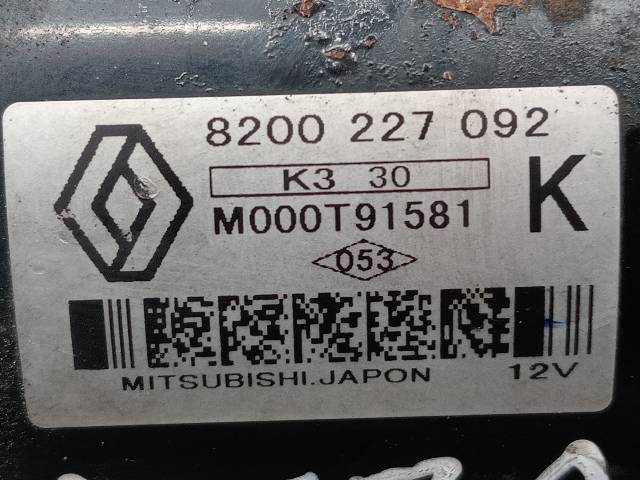 8200 227 092
K3 30
K
M000T91581
053
MITSUBISHI.JAPON
12V